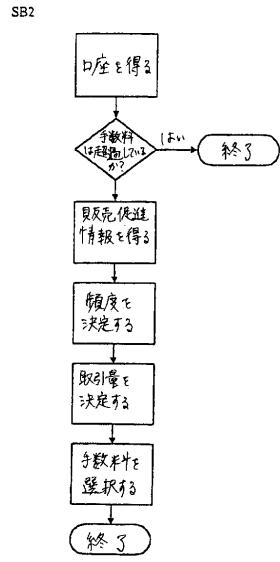 SB2
口座を得る
手数料
は超過している
か?
はい
終了
販売促進
情報を得る
頻度を
決定する
取引量を
決定する
手数料を
選択する
終了